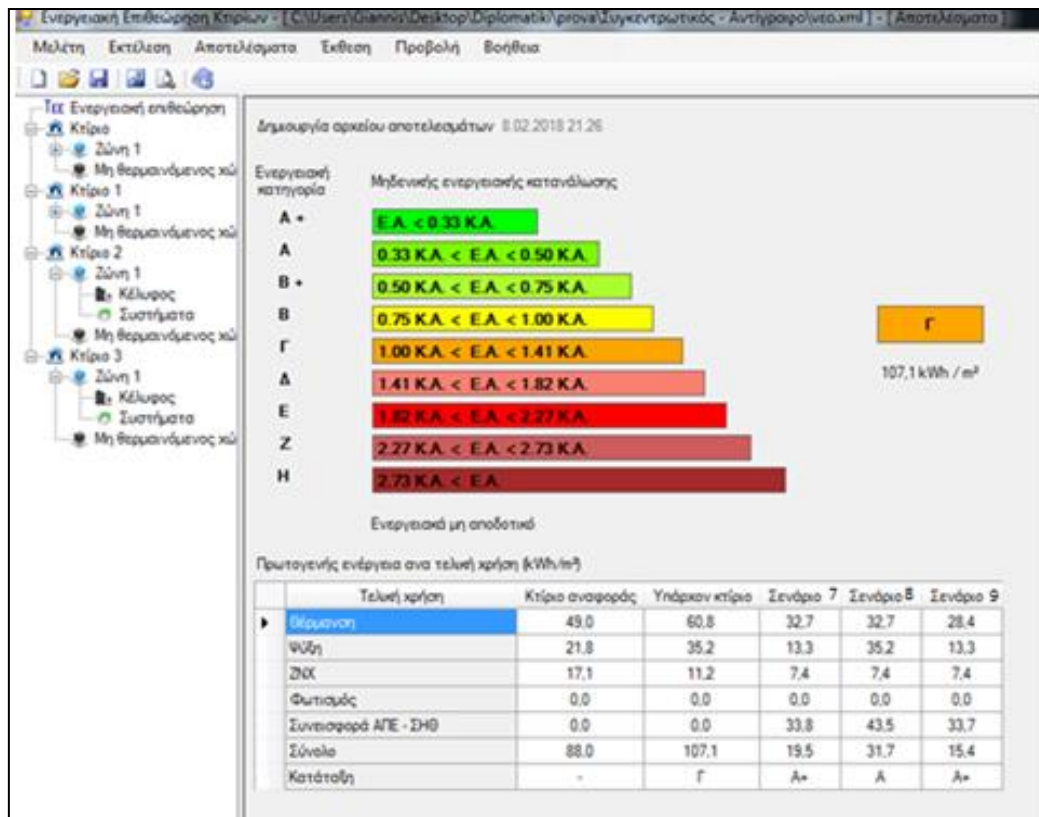 Ενεργειακή Επιθεώρηση Κτιρίων - [ C:\Users\Giannis\Desktop\Diplomatiki\prova\Συγκεντρωτικός - Αντίγραφο\νεο.xml ] - [ Αποτελέσματα ]
Μελέτη Εκτέλεση Αποτελέσματα Έκθεση Προβολή Βοήθεια
ΤΕΕ Ενεργειακή επιθεώρηση
Κτίριο
Ζώνη 1
Μη θερμαινόμενος χώ
Κτίριο 1
Ζώνη 1
Μη θερμαινόμενος χώ
Κτίριο 2
Ζώνη 1
Κέλυφος
Συστήματα
Μη θερμαινόμενος χώ
Κτίριο 3
Ζώνη 1
Κέλυφος
Συστήματα
Μη θερμαινόμενος χώ
Δημιουργία αρχείου αποτελεσμάτων 8.02.2018 21.26
Ενεργειακή κατηγορία
Μηδενικής ενεργειακής κατανάλωσης
A + Ε.Α. < 0.33 Κ.Α.
A 0.33 Κ.Α. < Ε.Α. < 0.50 Κ.Α.
B + 0.50 Κ.Α. < Ε.Α. < 0.75 Κ.Α.
B 0.75 Κ.Α. < Ε.Α. < 1.00 Κ.Α.
Γ 1.00 Κ.Α. < Ε.Α. < 1.41 Κ.Α.
Δ 1.41 Κ.Α. < Ε.Α. < 1.82 Κ.Α.
E 1.82 Κ.Α. < Ε.Α. < 2.27 Κ.Α.
Z 2.27 Κ.Α. < Ε.Α. < 2.73 Κ.Α.
H 2.73 Κ.Α. < Ε.Α.
Γ
107,1 kWh / m²
Ενεργειακά μη αποδοτικό
Πρωτογενής ενέργεια ανα τελική χρήση (kWh/m²)
Τελική χρήση Κτίριο αναφοράς Υπάρχον κτίριο Σενάριο 7 Σενάριο 8 Σενάριο 9
Θέρμανση 49,0 60,8 32,7 32,7 28,4
Ψύξη 21,8 35,2 13,3 35,2 13,3
ΖΝΧ 17,1 11,2 7,4 7,4 7,4
Φωτισμός 0,0 0,0 0,0 0,0 0,0
Συνεισφορά ΑΠΕ - ΣΗΘ 0,0 0,0 33,8 43,5 33,7
Σύνολο 88,0 107,1 19,5 31,7 15,4
Κατάταξη - Γ A+ A A+